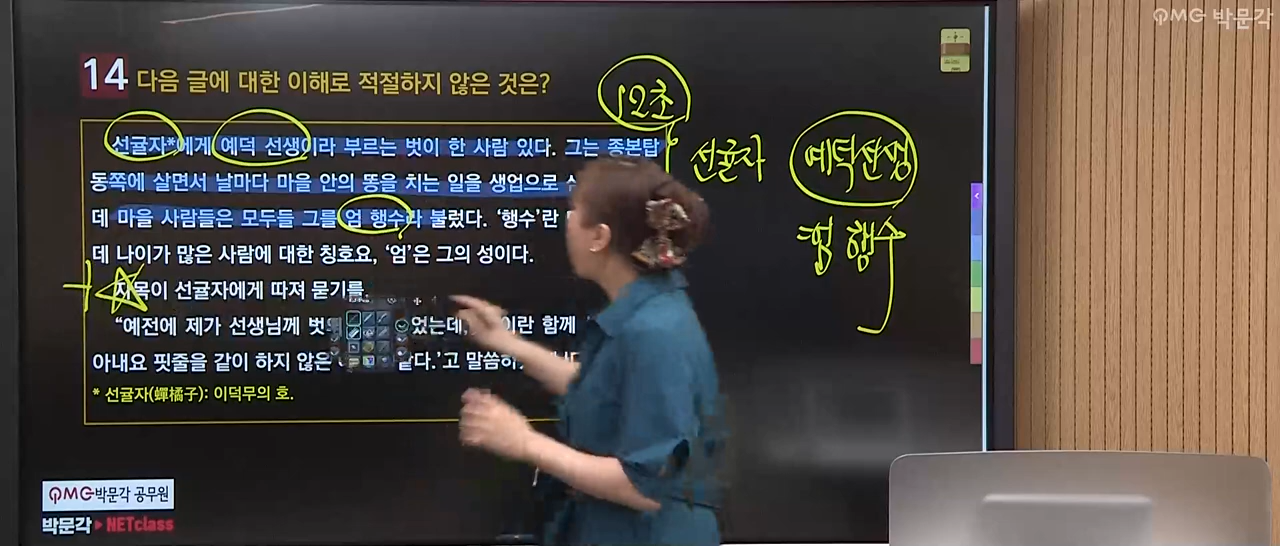 QMG 박문각
14 다음 글에 대한 이해로 적절하지 않은 것은?
12초
선귤자*에게 예덕 선생이라 부르는 벗이 한 사람 있다. 그는 종본탑
선귤자 예덕선생
동쪽에 살면서 날마다 마을 안의 똥을 치는 일을 생업으로
데 마을 사람들은 모두들 그를 엄 행수라 불렀다. ‘행수’란
엄 행수
데 나이가 많은 사람에 대한 칭호요, ‘엄’은 그의 성이다.
자목이 선귤자에게 따져 묻기를,
“예전에 제가 선생님께 었는데, 이란 함께
아내요 핏줄을 같이 하지 않은 같다.’고
* 선귤자(蟬橘子): 이덕무의 호.
QMG박문각 공무원
박문각 NETclass